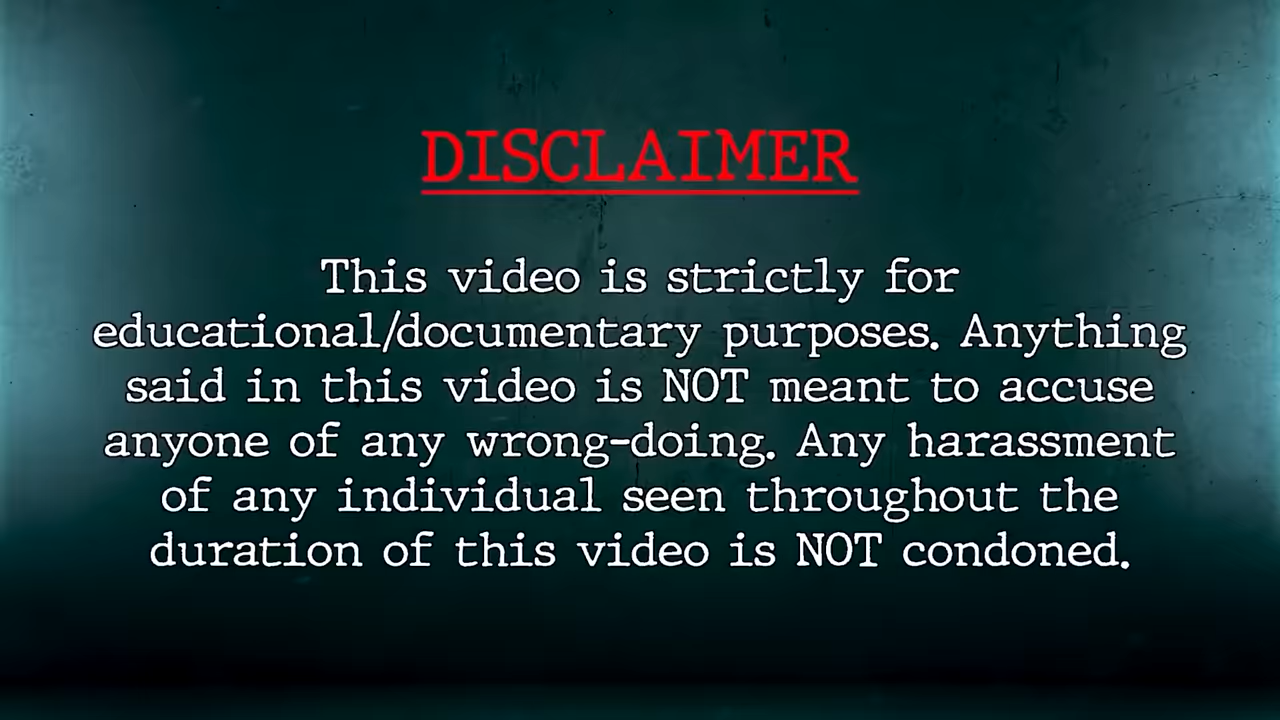 DISCLAIMER
This video is strictly for
educational/documentary purposes. Anything
said in this video is NOT meant to accuse
anyone of any wrong-doing. Any harassment
of any individual seen throughout the
duration of this video is NOT condoned.